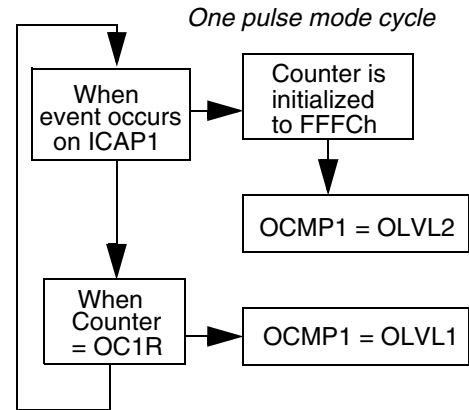 One pulse mode cycle
When
event occurs
on ICAP1
Counter is
initialized
to FFFCh
OCMP1 = OLVL2
When
Counter
= OC1R
OCMP1 = OLVL1